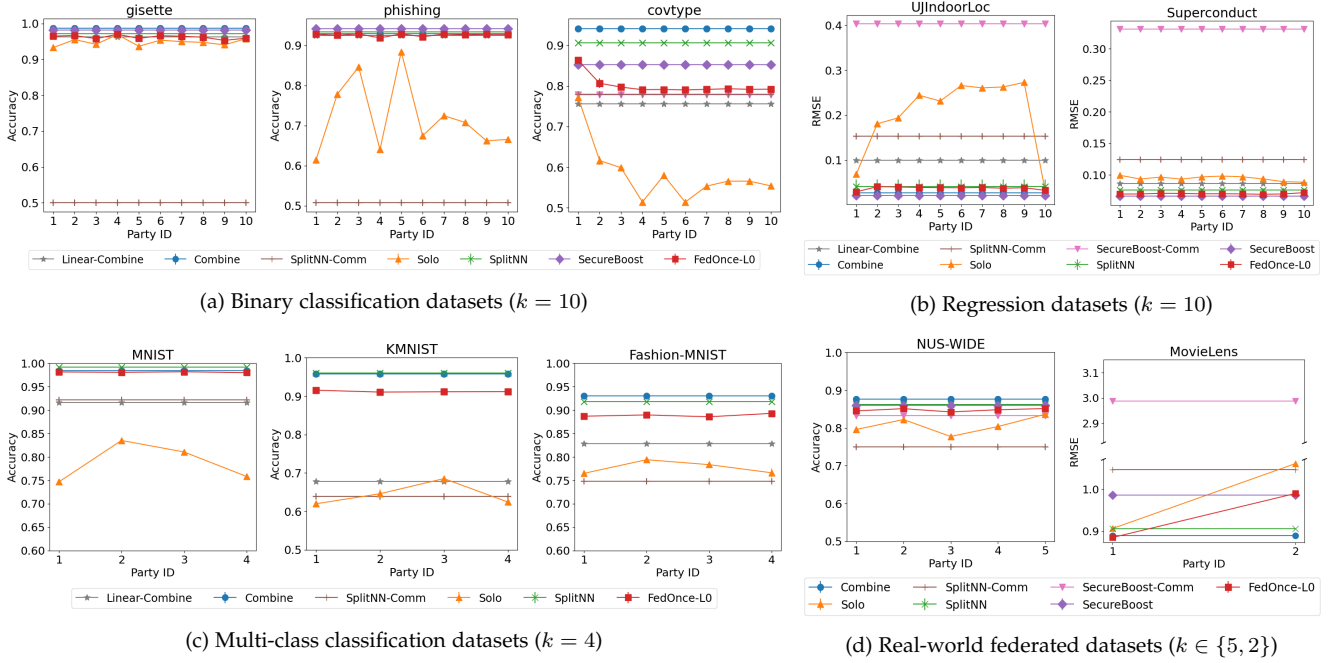 gisette
Accuracy
1.0
0.9
0.8
0.7
0.6
0.5
1 2 3 4 5 6 7 8 9 10
Party ID
phishing
Accuracy
0.9
0.8
0.7
0.6
0.5
1 2 3 4 5 6 7 8 9 10
Party ID
covtype
Accuracy
0.9
0.8
0.7
0.6
0.5
1 2 3 4 5 6 7 8 9 10
Party ID
Linear-Combine Combine SplitNN-Comm Solo SplitNN SecureBoost FedOnce-L0
(a) Binary classification datasets (k = 10)
UJIndoorLoc
RMSE
0.4
0.3
0.2
0.1
1 2 3 4 5 6 7 8 9 10
Party ID
Superconduct
RMSE
0.30
0.25
0.20
0.15
0.10
1 2 3 4 5 6 7 8 9 10
Party ID
Linear-Combine SplitNN-Comm SecureBoost-Comm SecureBoost
Combine Solo SplitNN FedOnce-L0
(b) Regression datasets (k = 10)
MNIST
Accuracy
1.00
0.95
0.90
0.85
0.80
0.75
0.70
0.65
0.60
1 2 3 4
Party ID
KMNIST
Accuracy
1.0
0.9
0.8
0.7
0.6
0.5
1 2 3 4
Party ID
Fashion-MNIST
Accuracy
1.00
0.95
0.90
0.85
0.80
0.75
0.70
0.65
0.60
1 2 3 4
Party ID
Linear-Combine Combine SplitNN-Comm Solo SplitNN FedOnce-L0
(c) Multi-class classification datasets (k = 4)
NUS-WIDE
Accuracy
1.0
0.9
0.8
0.7
0.6
0.5
1 2 3 4 5
Party ID
MovieLens
RMSE
3.1
3.0
2.9
1.0
0.9
1 2
Party ID
Combine SplitNN-Comm SecureBoost-Comm FedOnce-L0
Solo SplitNN SecureBoost
(d) Real-world federated datasets (k ∈ {5, 2})